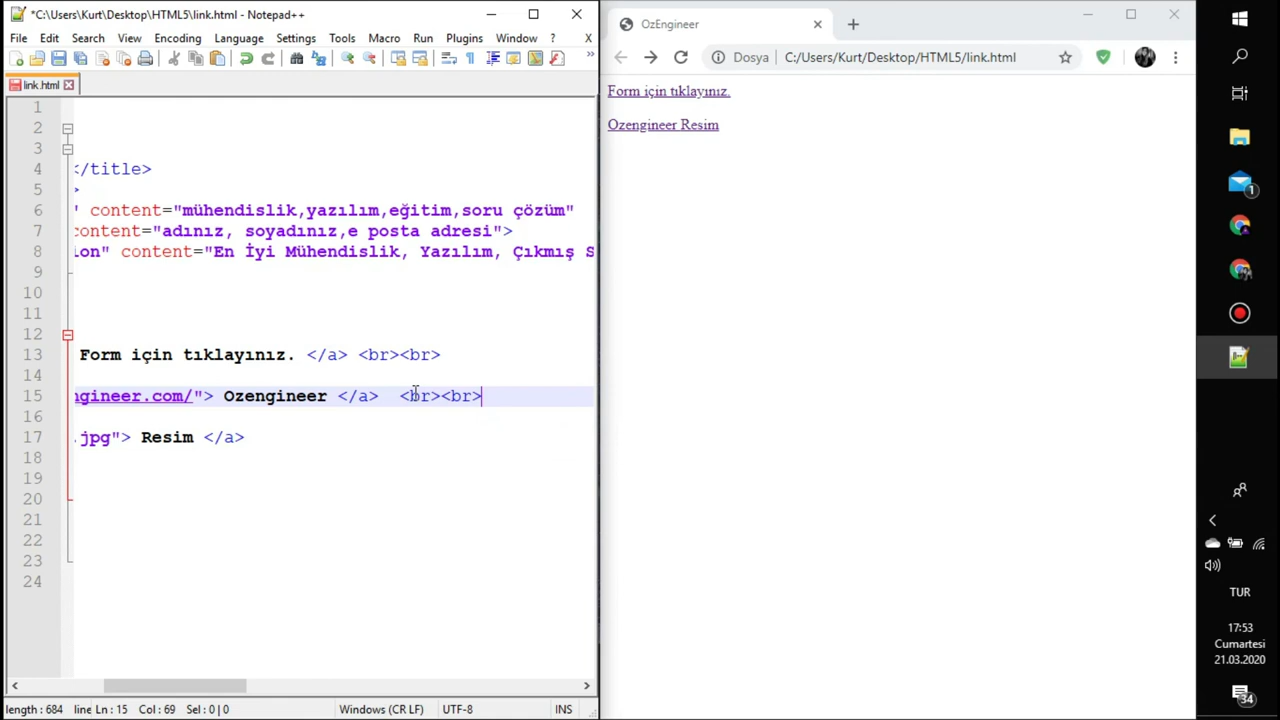 *C:\Users\Kurt\Desktop\HTML5\link.html - Notepad++
File Edit Search View Encoding Language Settings Tools Macro Run Plugins Window ? X
link.html
1
2
3
4 </title>
5 >
6 " content="mühendislik,yazılım,eğitim,soru çözüm"
7 content="adınız, soyadınız,e posta adresi">
8 ion" content="En İyi Mühendislik, Yazılım, Çıkmış S
9
10
11
12
13 Form için tıklayınız. </a> <br><br>
14
15 ngineer.com/"> Ozengineer </a> <br><br>
16
17 .jpg"> Resim </a>
18
19
20
21
22
23
24
length : 684 line Ln : 15 Col : 69 Sel : 0 | 0 Windows (CR LF) UTF-8 INS
OzEngineer
Dosya C:/Users/Kurt/Desktop/HTML5/link.html
Form için tıklayınız.
Ozengineer Resim
1
TUR
17:53
Cumartesi
21.03.2020
34